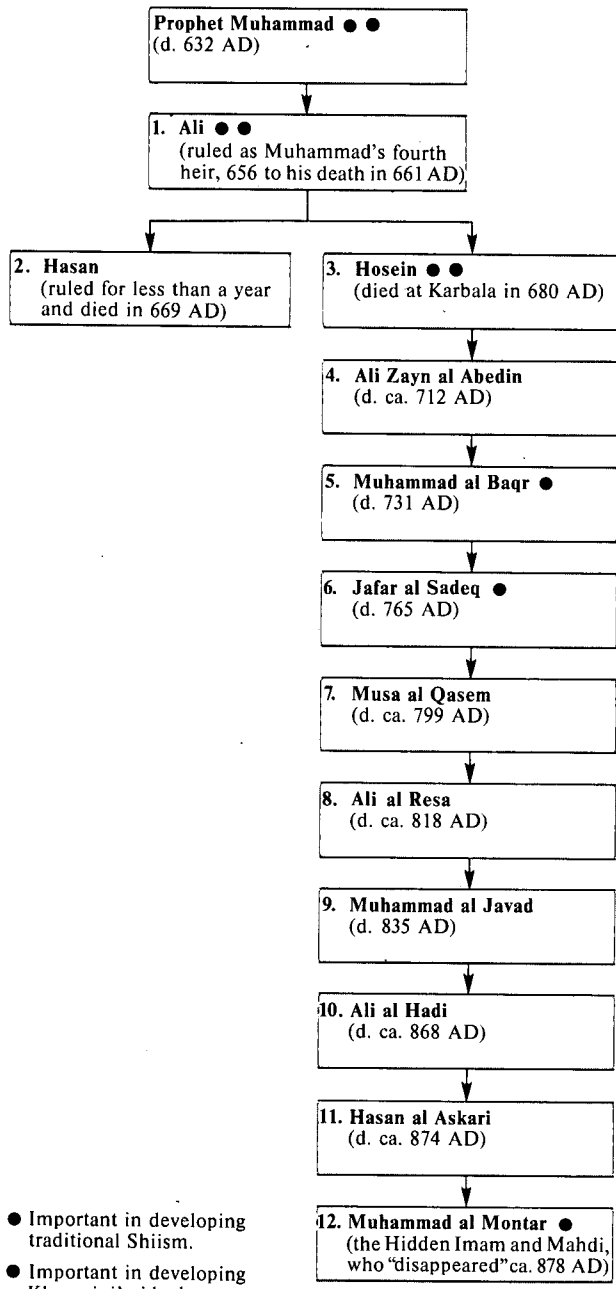 Prophet Muhammad ● ●
(d. 632 AD)
1. Ali ● ●
(ruled as Muhammad's fourth
heir, 656 to his death in 661 AD)
2. Hasan
(ruled for less than a year
and died in 669 AD)
3. Hosein ● ●
(died at Karbala in 680 AD)
4. Ali Zayn al Abedin
(d. ca. 712 AD)
5. Muhammad al Baqr ●
(d. 731 AD)
6. Jafar al Sadeq ●
(d. 765 AD)
7. Musa al Qasem
(d. ca. 799 AD)
8. Ali al Resa
(d. ca. 818 AD)
9. Muhammad al Javad
(d. 835 AD)
10. Ali al Hadi
(d. ca. 868 AD)
11. Hasan al Askari
(d. ca. 874 AD)
12. Muhammad al Montar ●
(the Hidden Imam and Mahdi,
who "disappeared" ca. 878 AD)
● Important in developing
traditional Shiism.
● Important in developing